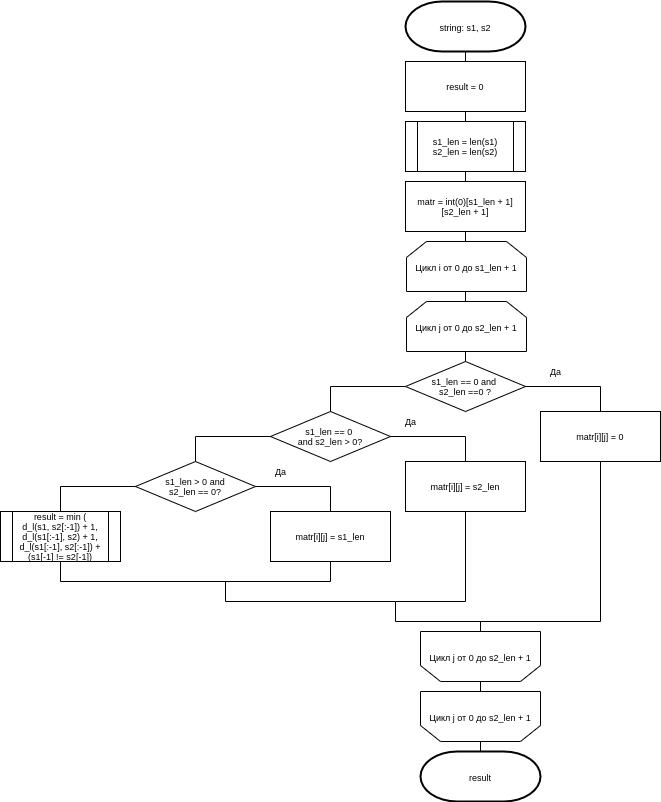 string: s1, s2
result = 0
s1_len = len(s1)
s2_len = len(s2)
matr = int(0)[s1_len + 1]
[s2_len + 1]
Цикл i от 0 до s1_len + 1
Цикл j от 0 до s2_len + 1
s1_len == 0 and
s2_len ==0 ?
Да
matr[i][j] = 0
s1_len == 0
and s2_len > 0?
Да
matr[i][j] = s2_len
s1_len > 0 and
s2_len == 0?
Да
matr[i][j] = s1_len
result = min (
d_l(s1, s2[:-1]) + 1,
d_l(s1[:-1], s2) + 1,
d_l(s1[:-1], s2[:-1]) +
(s1[-1] != s2[-1])
Цикл j от 0 до s2_len + 1
Цикл j от 0 до s2_len + 1
result